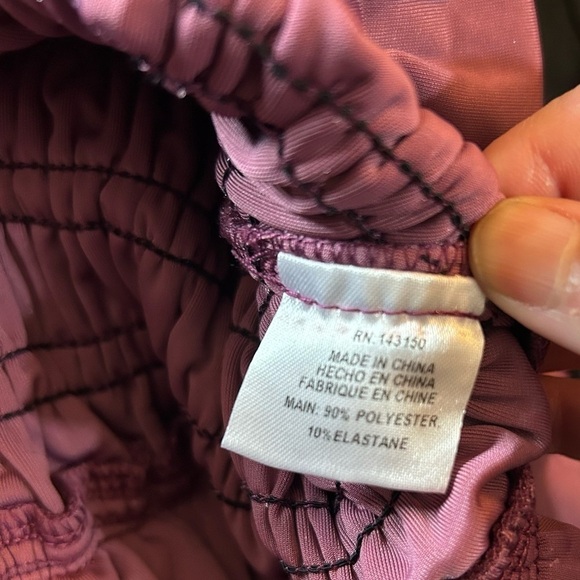 RN. 143150
MADE IN CHINA
HECHO EN CHINA
FABRIQUE EN CHINE
MAIN: 90% POLYESTER,
10% ELASTANE